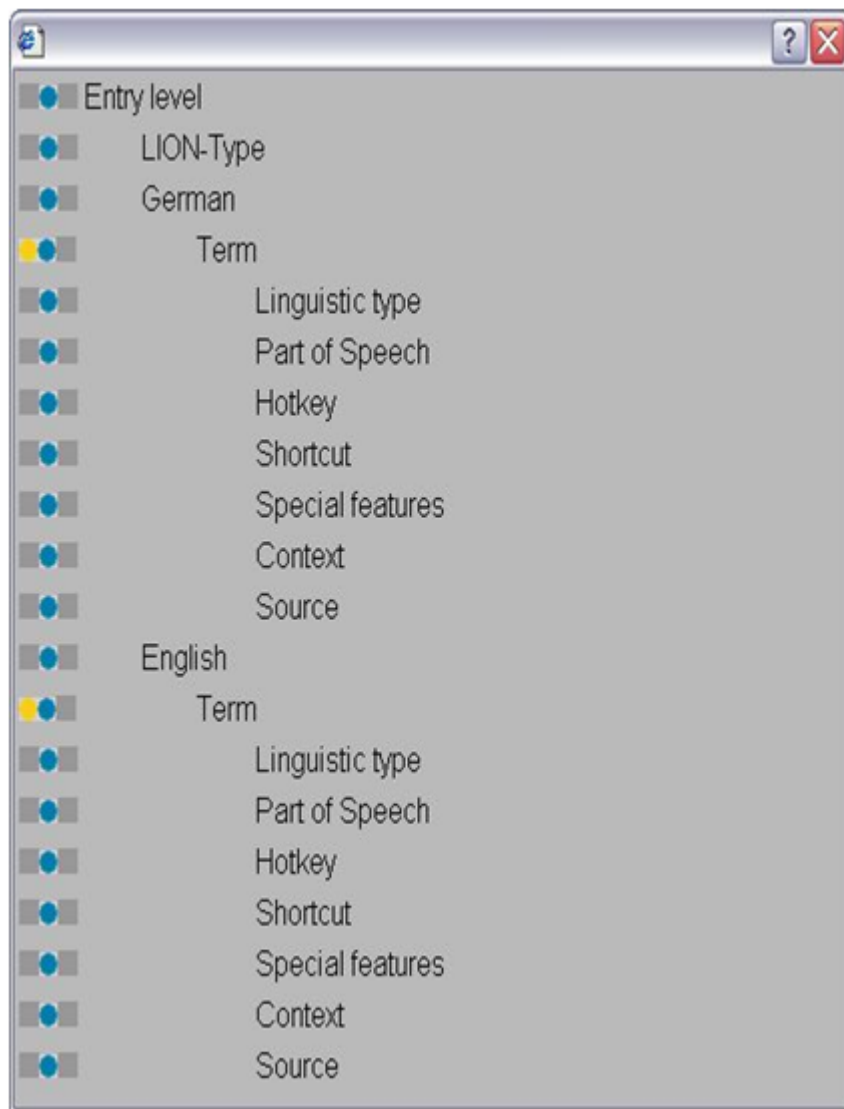 ?
Entry level
LION-Type
German
Term
Linguistic type
Part of Speech
Hotkey
Shortcut
Special features
Context
Source
English
Term
Linguistic type
Part of Speech
Hotkey
Shortcut
Special features
Context
Source